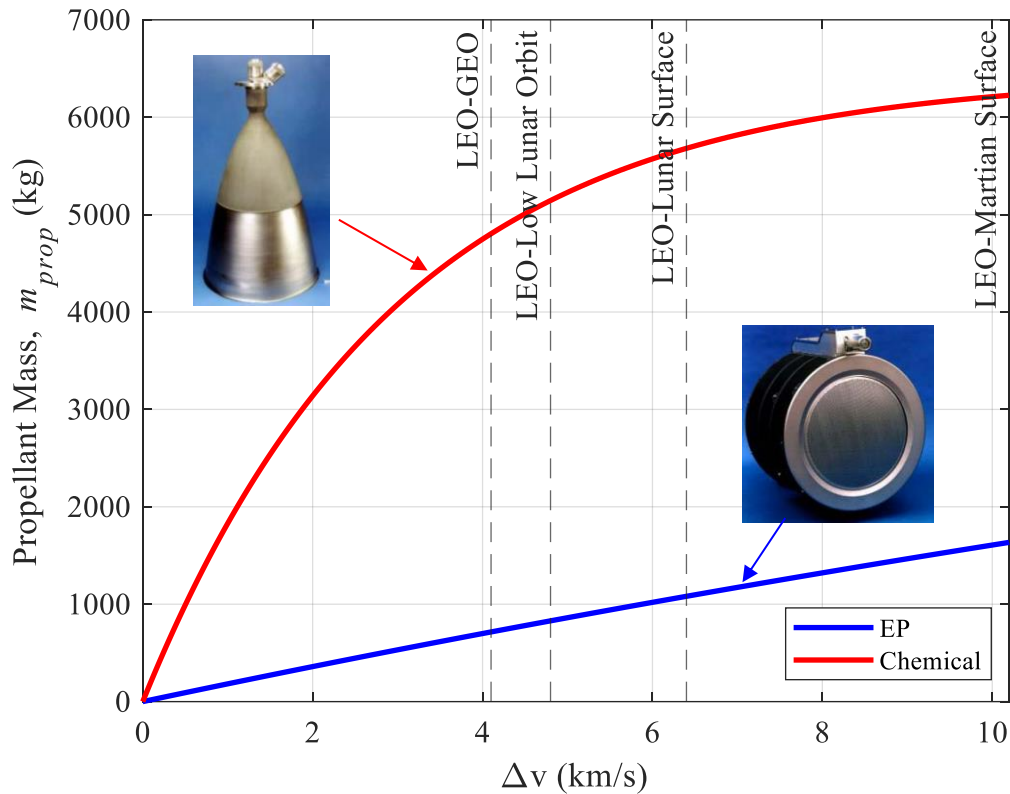 7000
6000
5000
4000
3000
2000
1000
0
Propellant Mass, m_prop (kg)
LEO-GEO
LEO-Low Lunar Orbit
LEO-Lunar Surface
LEO-Martian Surface
EP
Chemical
0 2 4 6 8 10
Δv (km/s)